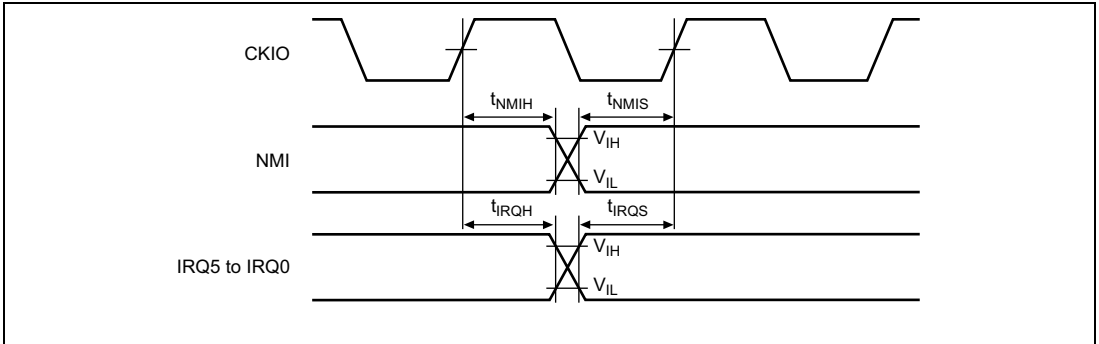 CKIO
tNMIH tNMIS
VIH
NMI
VIL
tIRQH tIRQS
VIH
IRQ5 to IRQ0
VIL